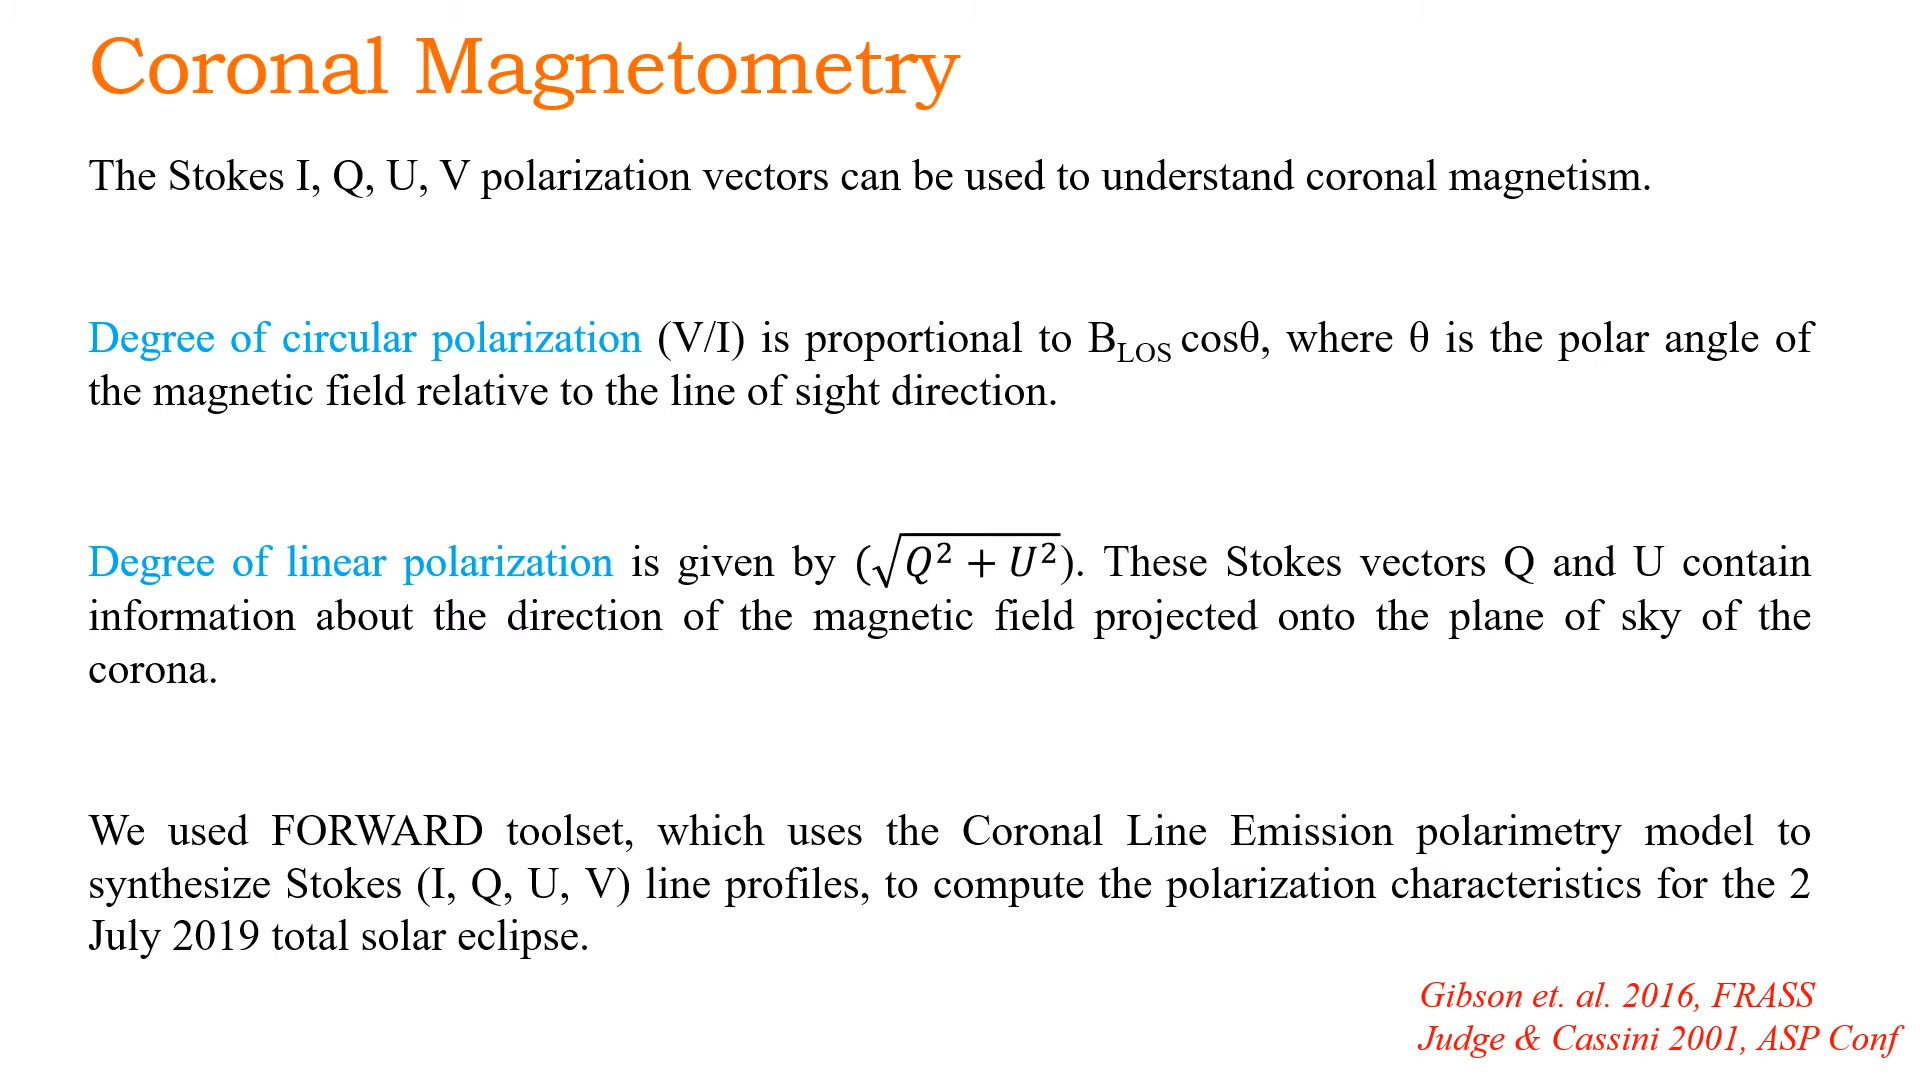 Coronal Magnetometry
The Stokes I, Q, U, V polarization vectors can be used to understand coronal magnetism.
Degree of circular polarization (V/I) is proportional to B_LOS cosθ, where θ is the polar angle of
the magnetic field relative to the line of sight direction.
Degree of linear polarization is given by (√(Q² + U²)). These Stokes vectors Q and U contain
information about the direction of the magnetic field projected onto the plane of sky of the
corona.
We used FORWARD toolset, which uses the Coronal Line Emission polarimetry model to
synthesize Stokes (I, Q, U, V) line profiles, to compute the polarization characteristics for the 2
July 2019 total solar eclipse.
Gibson et. al. 2016, FRASS
Judge & Cassini 2001, ASP Conf